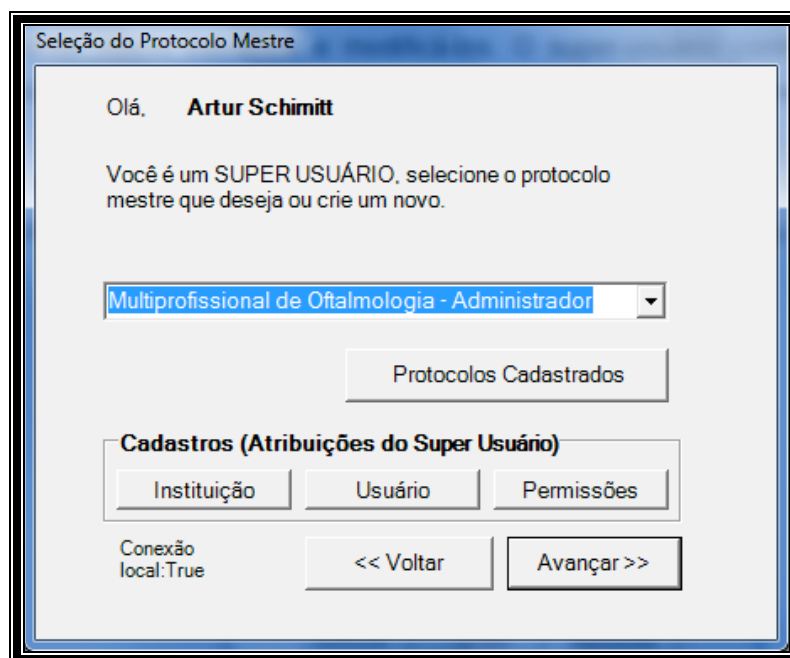 Seleção do Protocolo Mestre
Olá, Artur Schimitt
Você é um SUPER USUÁRIO, selecione o protocolo
mestre que deseja ou crie um novo.
Multiprofissional de Oftalmologia - Administrador
Protocolos Cadastrados
Cadastros (Atribuições do Super Usuário)
Instituição Usuário Permissões
Conexão
local:True
<< Voltar Avançar >>